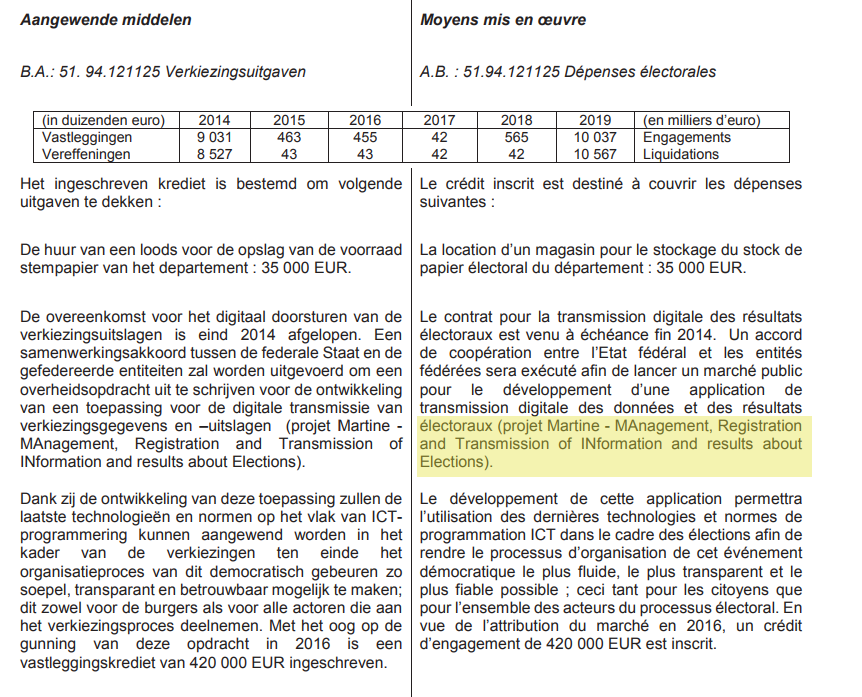 Aangewende middelen
B.A.: 51. 94.121125 Verkiezingsuitgaven
Moyens mis en œuvre
A.B. : 51.94.121125 Dépenses électorales
(in duizenden euro) 2014 2015 2016 2017 2018 2019 (en milliers d’euro)
Vastleggingen 9 031 463 455 42 565 10 037 Engagements
Vereffeningen 8 527 43 43 42 42 10 567 Liquidations
Het ingeschreven krediet is bestemd om volgende
uitgaven te dekken :
De huur van een loods voor de opslag van de voorraad
stempapier van het departement : 35 000 EUR.
De overeenkomst voor het digitaal doorsturen van de
verkiezingsuitslagen is eind 2014 afgelopen. Een
samenwerkingsakkoord tussen de federale Staat en de
gefedereerde entiteiten zal worden uitgevoerd om een
overheidsopdracht uit te schrijven voor de ontwikkeling
van een toepassing voor de digitale transmissie van
verkiezingsgegevens en –uitslagen (projet Martine -
MAnagement, Registration and Transmission of
INformation and results about Elections).
Dank zij de ontwikkeling van deze toepassing zullen de
laatste technologieën en normen op het vlak van ICT-
programmering kunnen aangewend worden in het
kader van de verkiezingen ten einde het
organisatieproces van dit democratisch gebeuren zo
soepel, transparant en betrouwbaar mogelijk te maken;
dit zowel voor de burgers als voor alle actoren die aan
het verkiezingsproces deelnemen. Met het oog op de
gunning van deze opdracht in 2016 is een
vastleggingskrediet van 420 000 EUR ingeschreven.
Le crédit inscrit est destiné à couvrir les dépenses
suivantes :
La location d’un magasin pour le stockage du stock de
papier électoral du département : 35 000 EUR.
Le contrat pour la transmission digitale des résultats
électoraux est venu à échéance fin 2014. Un accord
de coopération entre l’Etat fédéral et les entités
fédérées sera exécuté afin de lancer un marché public
pour le développement d’une application de
transmission digitale des données et des résultats
électoraux (projet Martine - MAnagement, Registration
and Transmission of INformation and results about
Elections).
Le développement de cette application permettra
l’utilisation des dernières technologies et normes de
programmation ICT dans le cadre des élections afin de
rendre le processus d’organisation de cet événement
démocratique le plus fluide, le plus transparent et le
plus fiable possible ; ceci tant pour les citoyens que
pour l’ensemble des acteurs du processus électoral. En
vue de l’attribution du marché en 2016, un crédit
d’engagement de 420 000 EUR est inscrit.